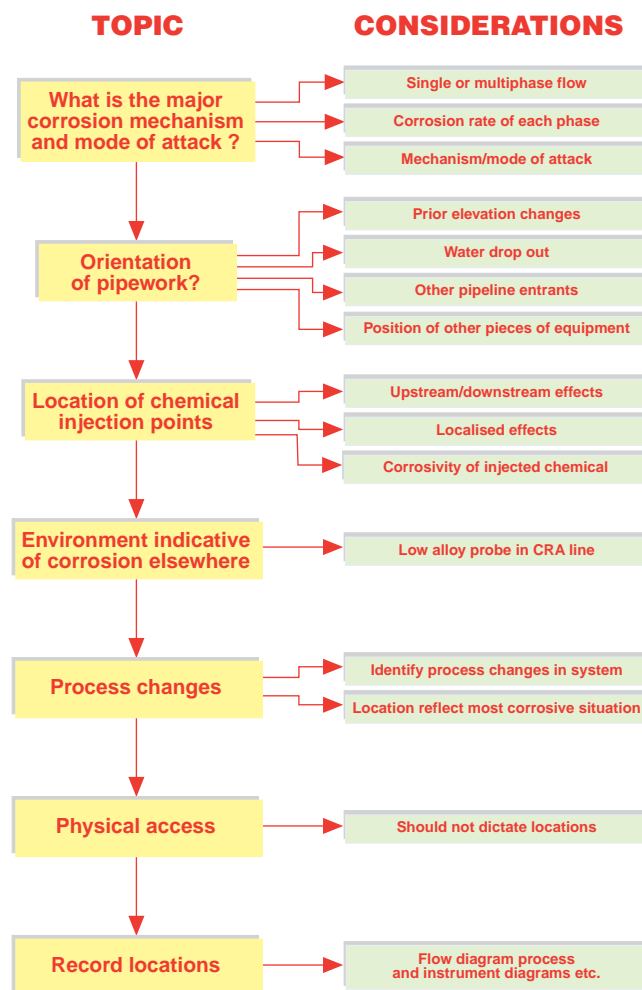 TOPIC
CONSIDERATIONS
What is the major
corrosion mechanism
and mode of attack ?
Single or multiphase flow
Corrosion rate of each phase
Mechanism/mode of attack
Orientation
of pipework?
Prior elevation changes
Water drop out
Other pipeline entrants
Position of other pieces of equipment
Location of chemical
injection points
Upstream/downstream effects
Localised effects
Corrosivity of injected chemical
Environment indicative
of corrosion elsewhere
Low alloy probe in CRA line
Process changes
Identify process changes in system
Location reflect most corrosive situation
Physical access
Should not dictate locations
Record locations
Flow diagram process
and instrument diagrams etc.